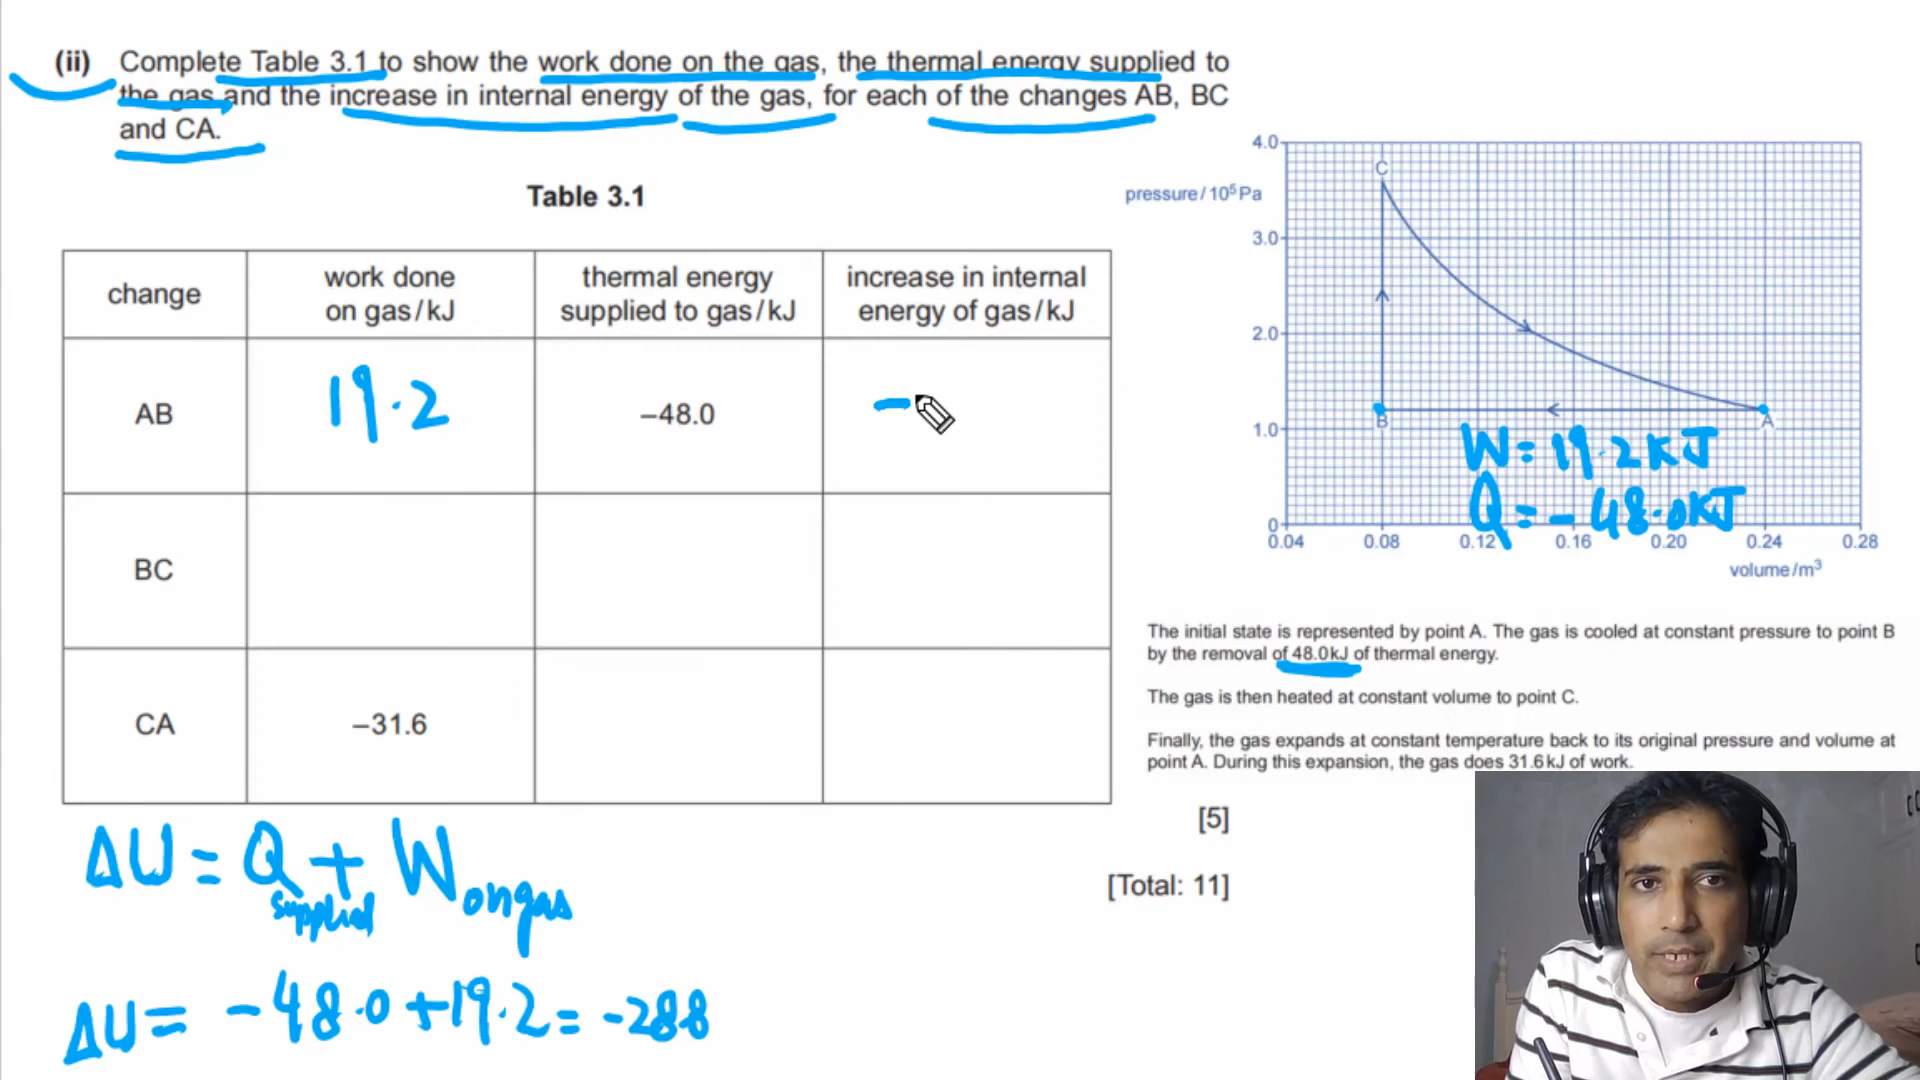 (ii) Complete Table 3.1 to show the work done on the gas, the thermal energy supplied to
the gas and the increase in internal energy of the gas, for each of the changes AB, BC
and CA.
Table 3.1
change
work done
on gas/kJ
thermal energy
supplied to gas/kJ
increase in internal
energy of gas/kJ
AB
19.2
–48.0
–
BC
CA
–31.6
ΔU = Q + W
supplied
on gas
ΔU = -48.0 + 19.2 = -28.8
4.0
pressure/10⁵Pa
3.0
2.0
1.0
0
C
B
A
W = 19.2 kJ
Q = -48.0 kJ
0.04 0.08 0.12 0.16 0.20 0.24 0.28
volume/m³
The initial state is represented by point A. The gas is cooled at constant pressure to point B
by the removal of 48.0kJ of thermal energy.
The gas is then heated at constant volume to point C.
Finally, the gas expands at constant temperature back to its original pressure and volume at
point A. During this expansion, the gas does 31.6kJ of work.
[5]
[Total: 11]